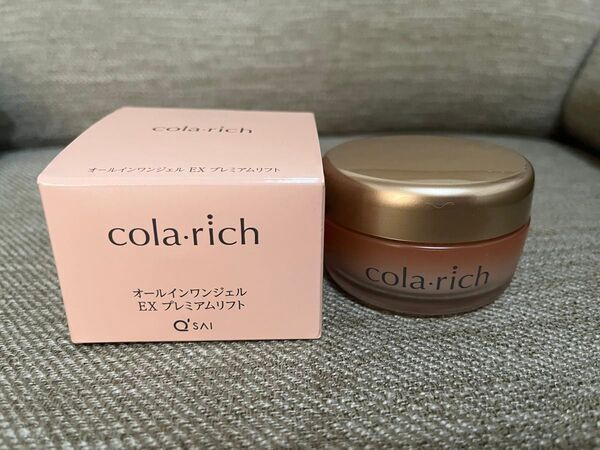 cola·rich
オールインワンジェル EX プレミアムリフト
cola·rich
オールインワンジェル
EX プレミアムリフト
Q'SAI
cola·rich